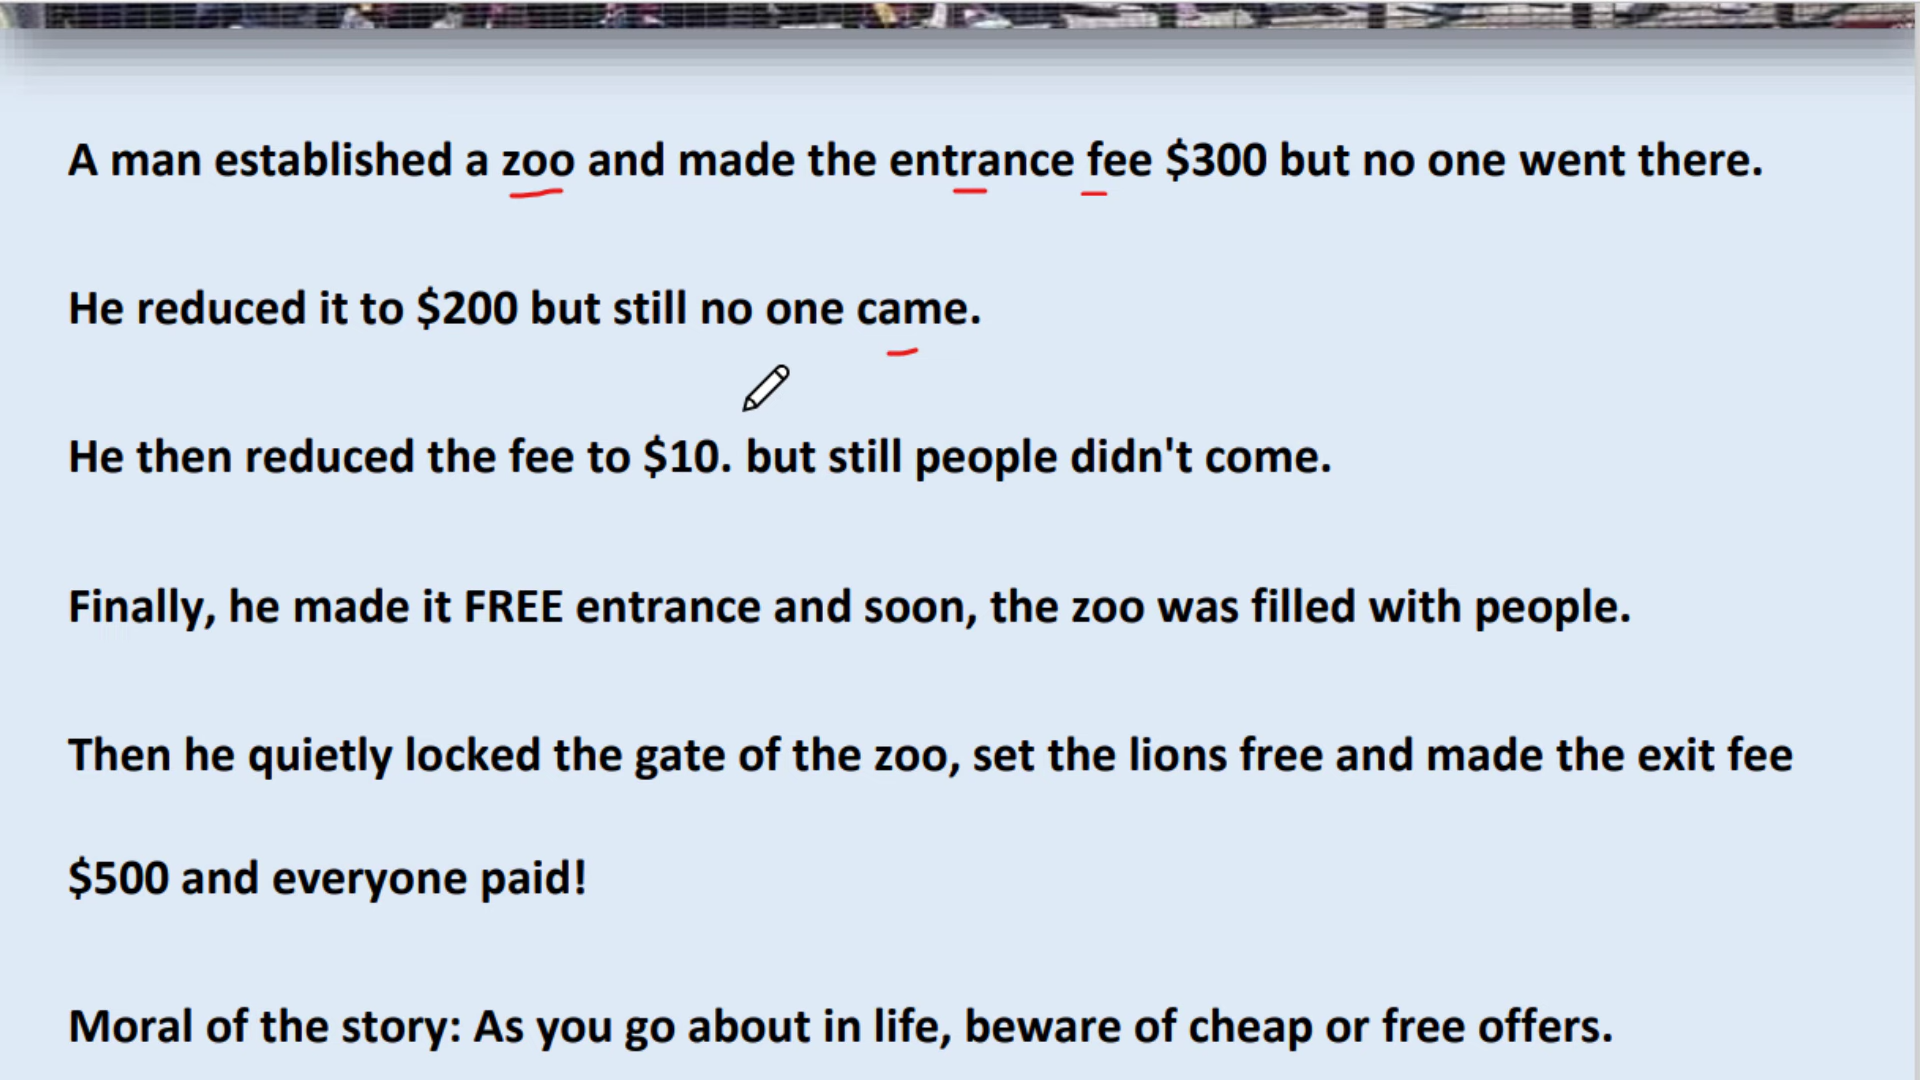 A man established a zoo and made the entrance fee $300 but no one went there.
He reduced it to $200 but still no one came.
He then reduced the fee to $10. but still people didn't come.
Finally, he made it FREE entrance and soon, the zoo was filled with people.
Then he quietly locked the gate of the zoo, set the lions free and made the exit fee
$500 and everyone paid!
Moral of the story: As you go about in life, beware of cheap or free offers.